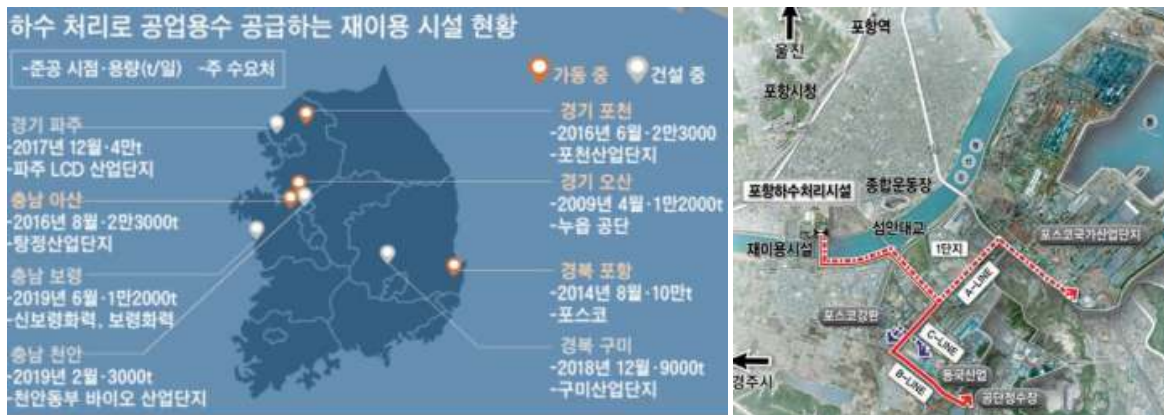 하수 처리로 공업용수 공급하는 재이용 시설 현황
-준공 시점·용량(t/일) -주 수요처
가동 중
건설 중
경기 파주
-2017년 12월·4만t
-파주 LCD 산업단지
충남 아산
-2016년 8월·2만3000t
-탕정산업단지
충남 보령
-2019년 6월·1만2000t
-신보령화력, 보령화력
충남 천안
-2019년 2월·3000t
-천안동부 바이오 산업단지
경기 포천
-2016년 6월·2만3000
-포천산업단지
경기 오산
-2009년 4월·1만2000t
-누읍 공단
경북 포항
-2014년 8월·10만t
-포스코
경북 구미
-2018년 12월·9000t
-구미산업단지
울진
포항역
포항시청
포항하수처리시설
종합운동장
섬안대교
재이용시설
1단지
포스코국가산업단지
A-LINE
포스코강판
C-LINE
동국산업
B-LINE
공단정수장
경주시